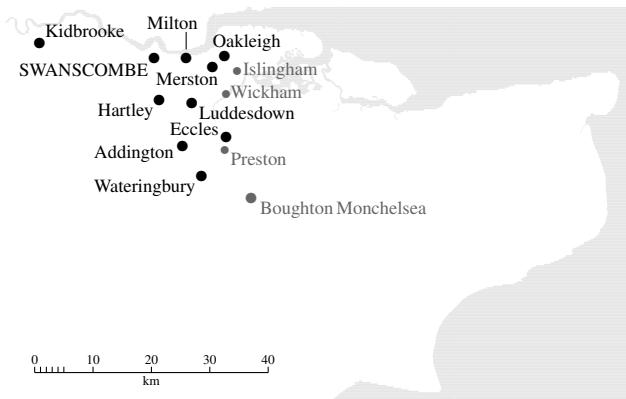 Milton
Kidbrooke
Oakleigh
SWANSCOMBE
Merston
Islingham
Wickham
Hartley
Luddesdown
Eccles
Addington
Preston
Wateringbury
Boughton Monchelsea
0 10 20 30 40
km